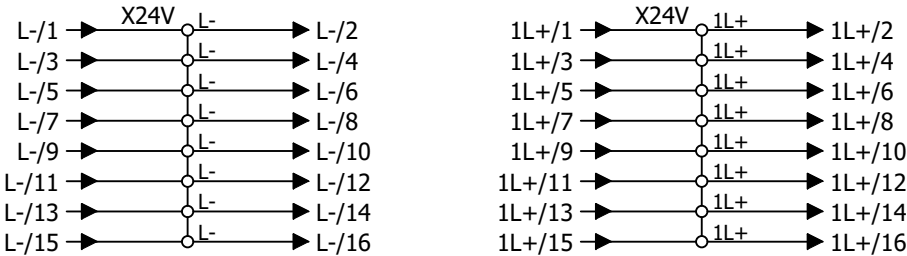 X24V X24V
L-/1 L- L-/2 1L+/1 1L+ 1L+/2
L-/3 L- L-/4 1L+/3 1L+ 1L+/4
L-/5 L- L-/6 1L+/5 1L+ 1L+/6
L-/7 L- L-/8 1L+/7 1L+ 1L+/8
L-/9 L- L-/10 1L+/9 1L+ 1L+/10
L-/11 L- L-/12 1L+/11 1L+ 1L+/12
L-/13 L- L-/14 1L+/13 1L+ 1L+/14
L-/15 L- L-/16 1L+/15 1L+ 1L+/16